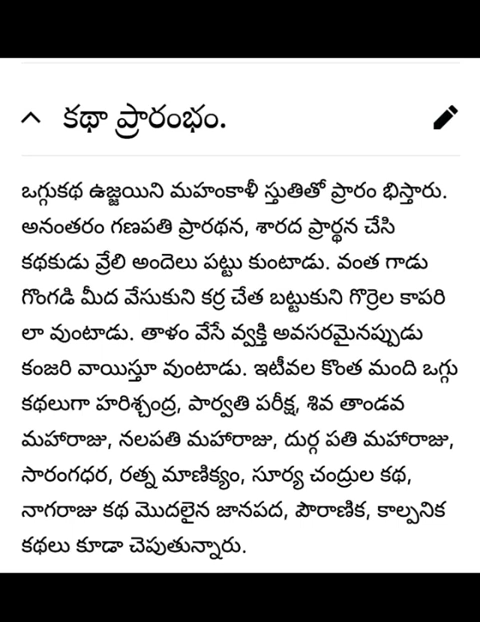 కథా ప్రారంభం.
ఒగ్గుకథ ఉజ్జయిని మహంకాళీ స్తుతితో ప్రారం భిస్తారు.
అనంతరం గణపతి ప్రారథన, శారద ప్రార్థన చేసి
కథకుడు వ్రేలి అందెలు పట్టు కుంటాడు. వంత గాడు
గొంగడి మీద వేసుకుని కర్ర చేత బట్టుకుని గొర్రెల కాపరి
లా వుంటాడు. తాళం వేసే వ్వక్తి అవసరమైనప్పుడు
కంజరి వాయిస్తూ వుంటాడు. ఇటీవల కొంత మంది ఒగ్గు
కథలుగా హరిశ్చంద్ర, పార్వతి పరీక్ష, శివ తాండవ
మహారాజు, నలపతి మహారాజు, దుర్గ పతి మహారాజు,
సారంగధర, రత్న మాణిక్యం, సూర్య చంద్రుల కథ,
నాగరాజు కథ మొదలైన జానపద, పౌరాణిక, కాల్పనిక
కథలు కూడా చెపుతున్నారు.